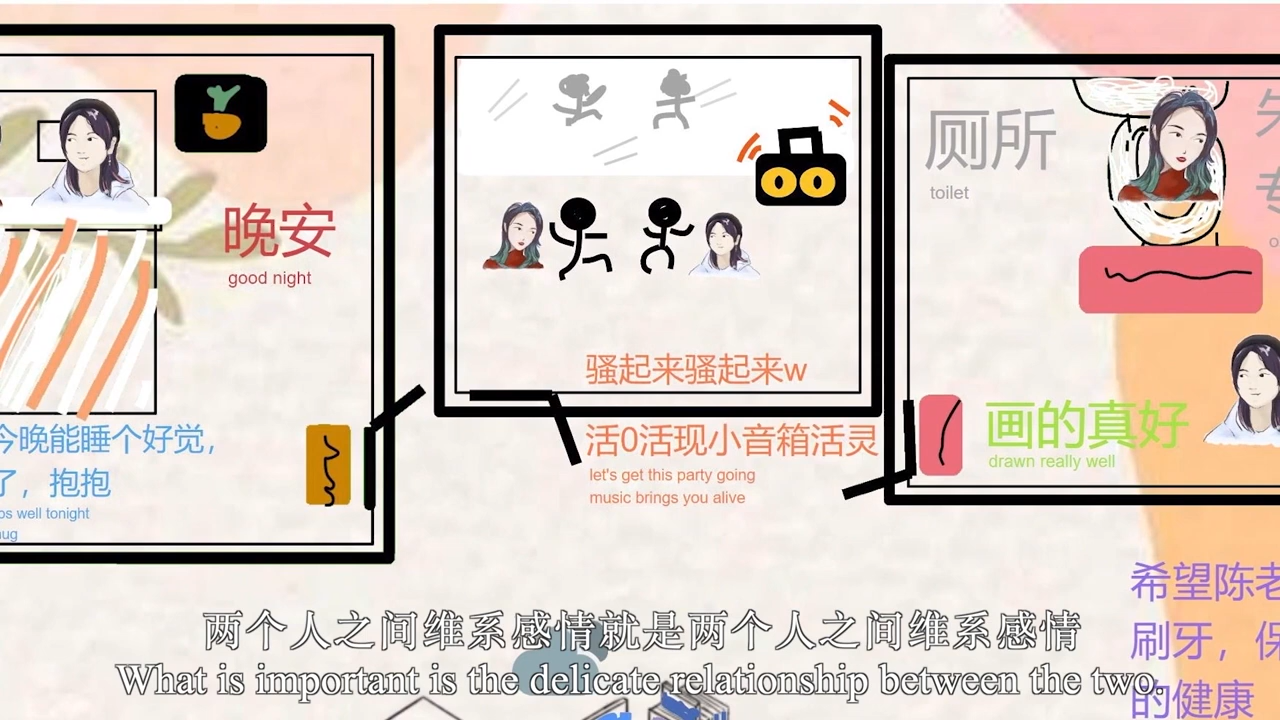 晚安
good night
今晚能睡个好觉，
了，抱抱
well tonight
骚起来骚起来w
活0活现小音箱活灵
let's get this party going
music brings you alive
厕所
toilet
画的真好
drawn really well
希望陈老
刷牙，保
的健康
两个人之间维系感情就是两个人之间维系感情
What is important is the delicate relationship between the two.